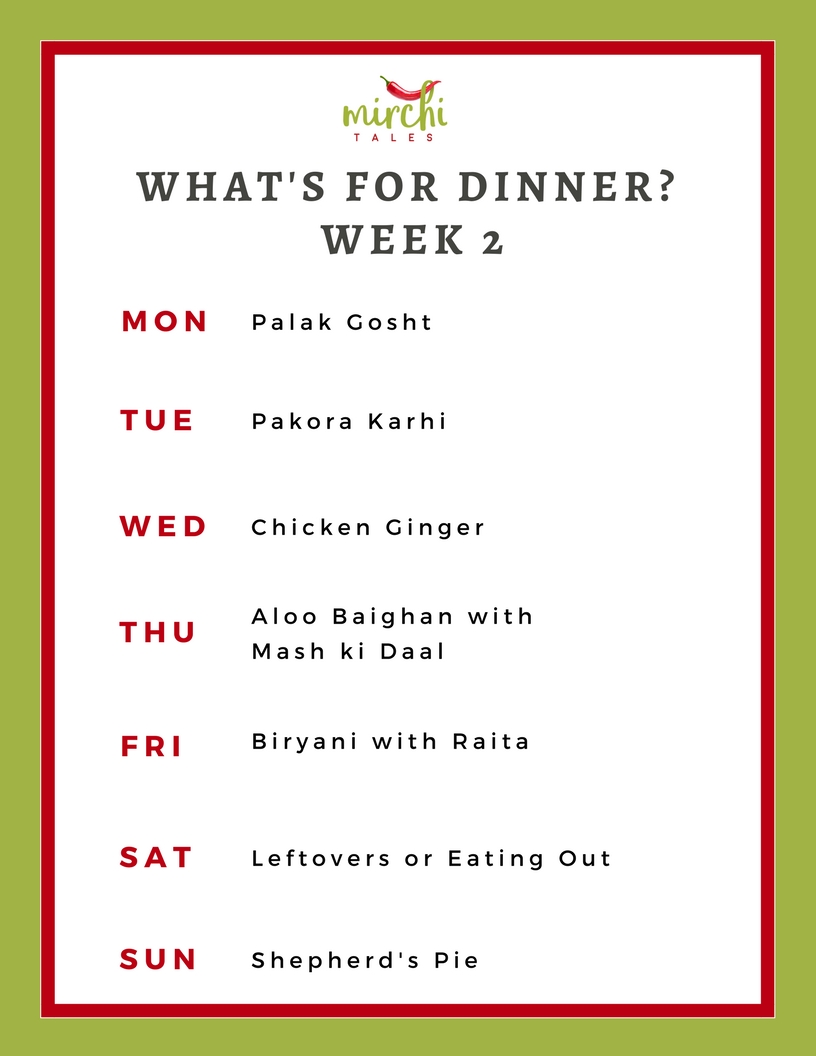 mirchi
TALES
WHAT'S FOR DINNER?
WEEK 2
MON Palak Gosht
TUE Pakora Karhi
WED Chicken Ginger
THU Aloo Baighan with
Mash ki Daal
FRI Biryani with Raita
SAT Leftovers or Eating Out
SUN Shepherd's Pie